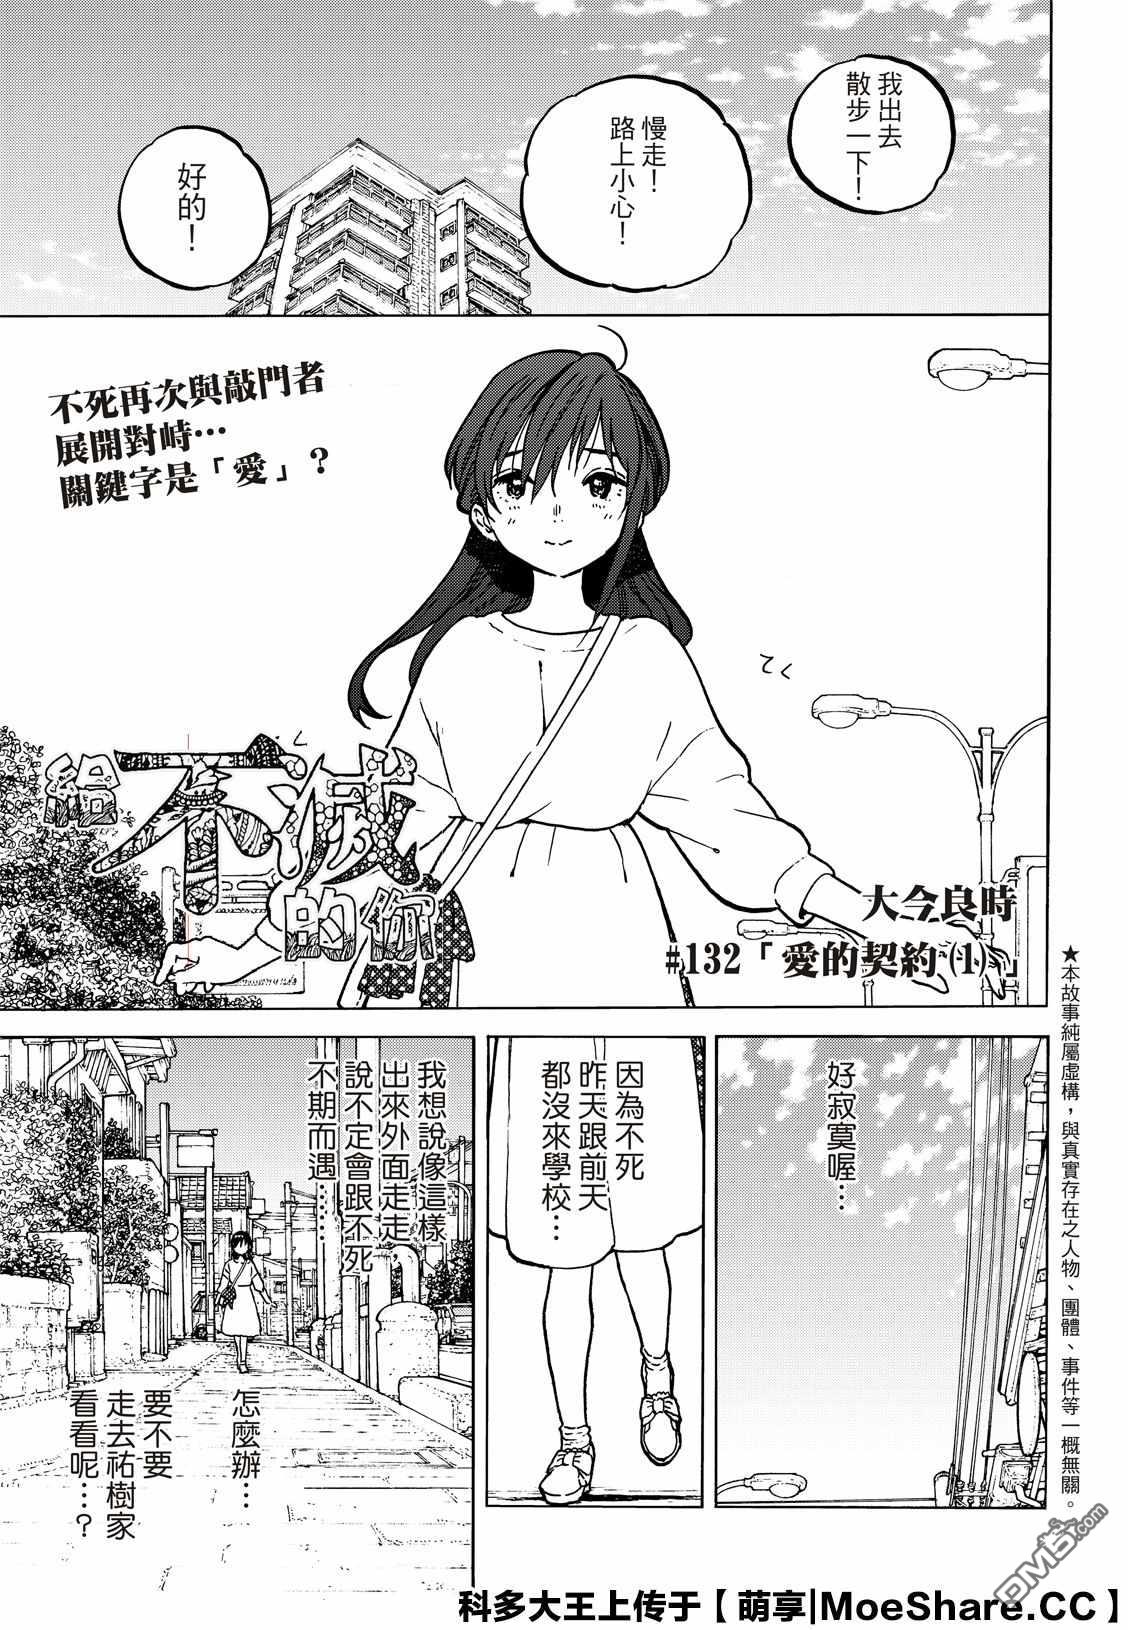 我出去
散步一下！
慢走！
路上小心！
好的！
不死再次與敲門者
展開對峙…
關鍵字是「愛」？
てく
給不滅
的你
大今良時
#132「愛的契約(1)」
好寂寞喔…
因為不死
昨天跟前天
都沒來學校…
我想說像這樣
出來外面走走，
說不定會跟不死
不期而遇……
怎麼辦…
要不要
走去祐樹家
看看呢…？
★本故事純屬虛構，與真實存在之人物、團體、事件等一概無關。
DM5.com
科多大王上传于【萌享|MoeShare.CC】